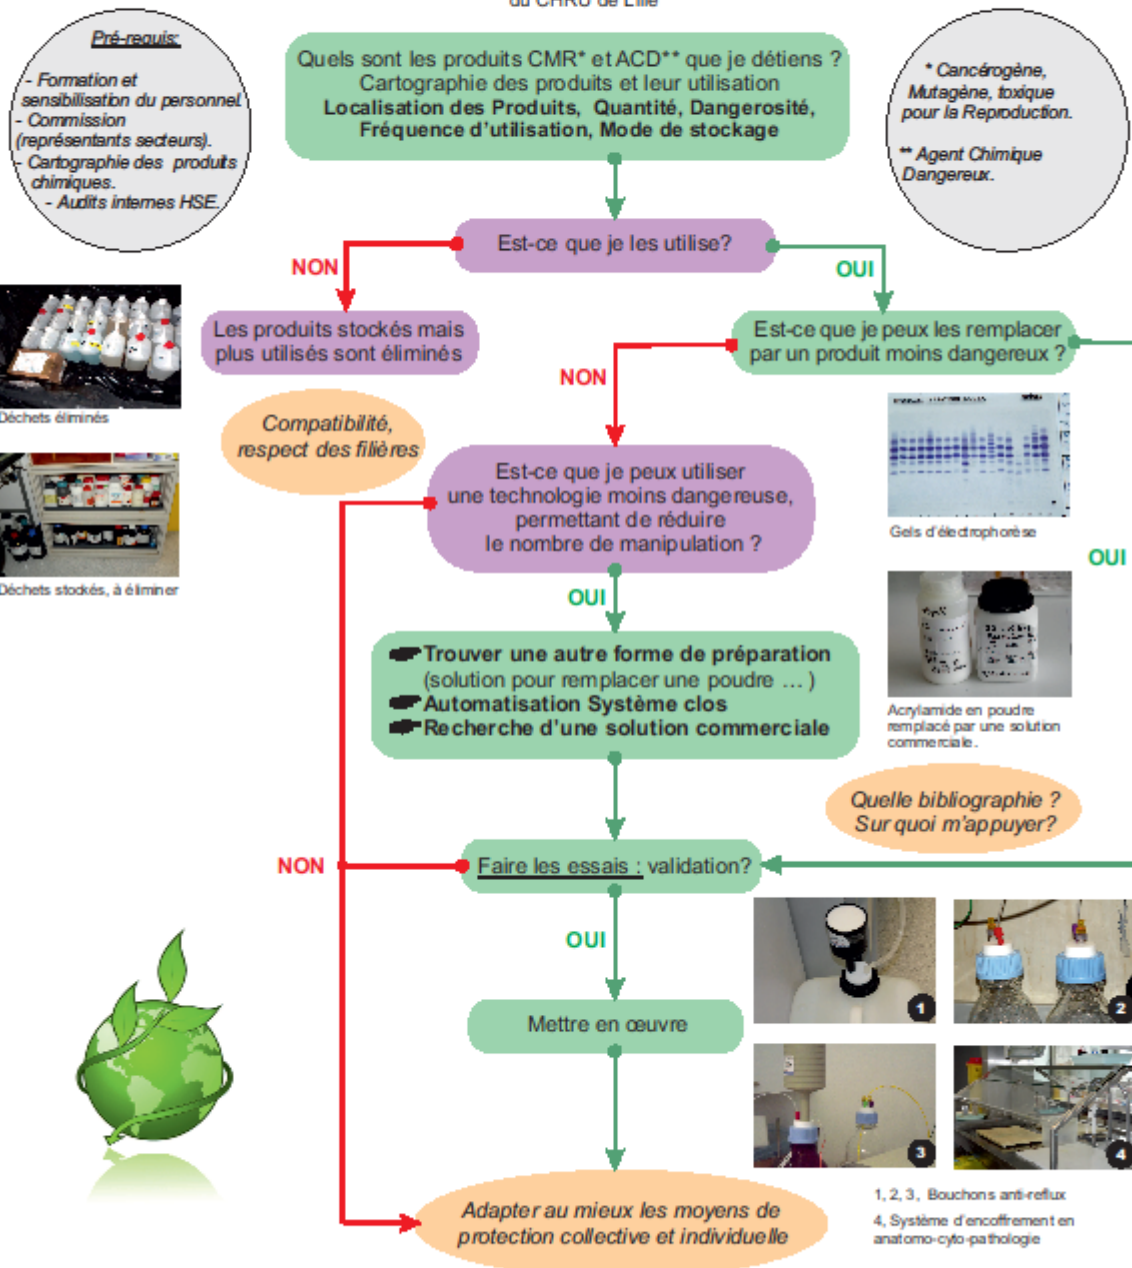 du CHRU de Lille
Pré-requis:
- Formation et
sensibilisation du personnel.
- Commission
(représentants secteurs).
- Cartographie des produits
chimiques.
- Audits internes HSE.
Quels sont les produits CMR* et ACD** que je détiens ?
Cartographie des produits et leur utilisation
Localisation des Produits, Quantité, Dangerosité,
Fréquence d'utilisation, Mode de stockage
* Cancérogène,
Mutagène, toxique
pour la Reproduction.
** Agent Chimique
Dangereux.
Est-ce que je les utilise?
NON
OUI
Les produits stockés mais
plus utilisés sont éliminés
Est-ce que je peux les remplacer
par un produit moins dangereux ?
NON
Déchets éliminés
Compatibilité,
respect des filières
Est-ce que je peux utiliser
une technologie moins dangereuse,
permettant de réduire
le nombre de manipulation ?
Gels d'électrophorèse
OUI
Déchets stockés, à éliminer
OUI
Trouver une autre forme de préparation
(solution pour remplacer une poudre ... )
Automatisation Système clos
Recherche d'une solution commerciale
Acrylamide en poudre
remplacé par une solution
commerciale.
Quelle bibliographie ?
Sur quoi m'appuyer?
NON
Faire les essais : validation?
OUI
1
2
Mettre en œuvre
3
4
1, 2, 3, Bouchons anti-reflux
4, Système d'encoffrement en
anatomo-cyto-pathologie
Adapter au mieux les moyens de
protection collective et individuelle